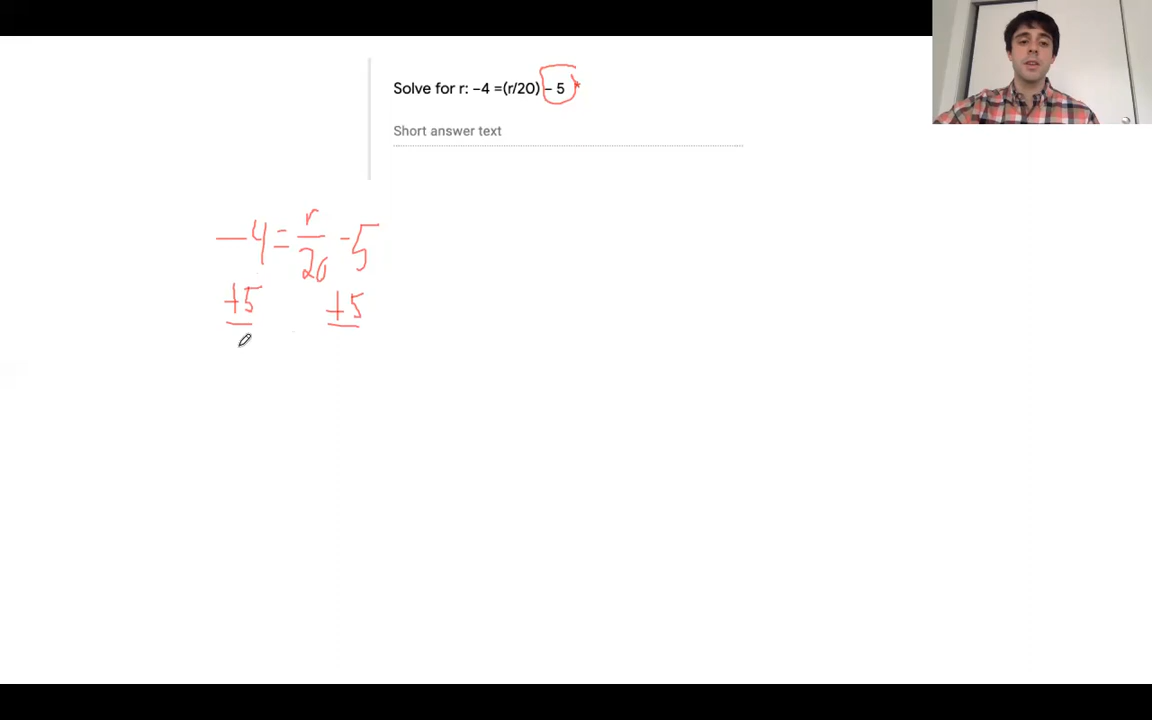 Solve for r: −4 =(r/20) − 5 *
Short answer text
—4 = r/20 -5
+5 +5